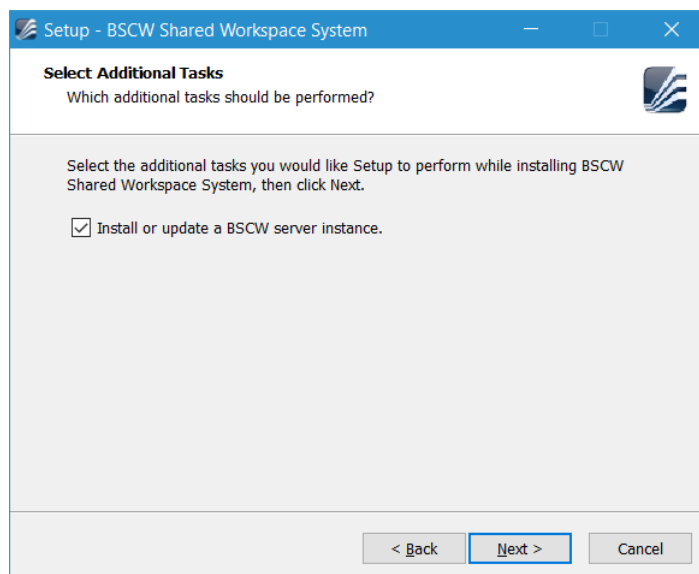 Setup - BSCW Shared Workspace System
Select Additional Tasks
Which additional tasks should be performed?
Select the additional tasks you would like Setup to perform while installing BSCW
Shared Workspace System, then click Next.
Install or update a BSCW server instance.
< Back
Next >
Cancel